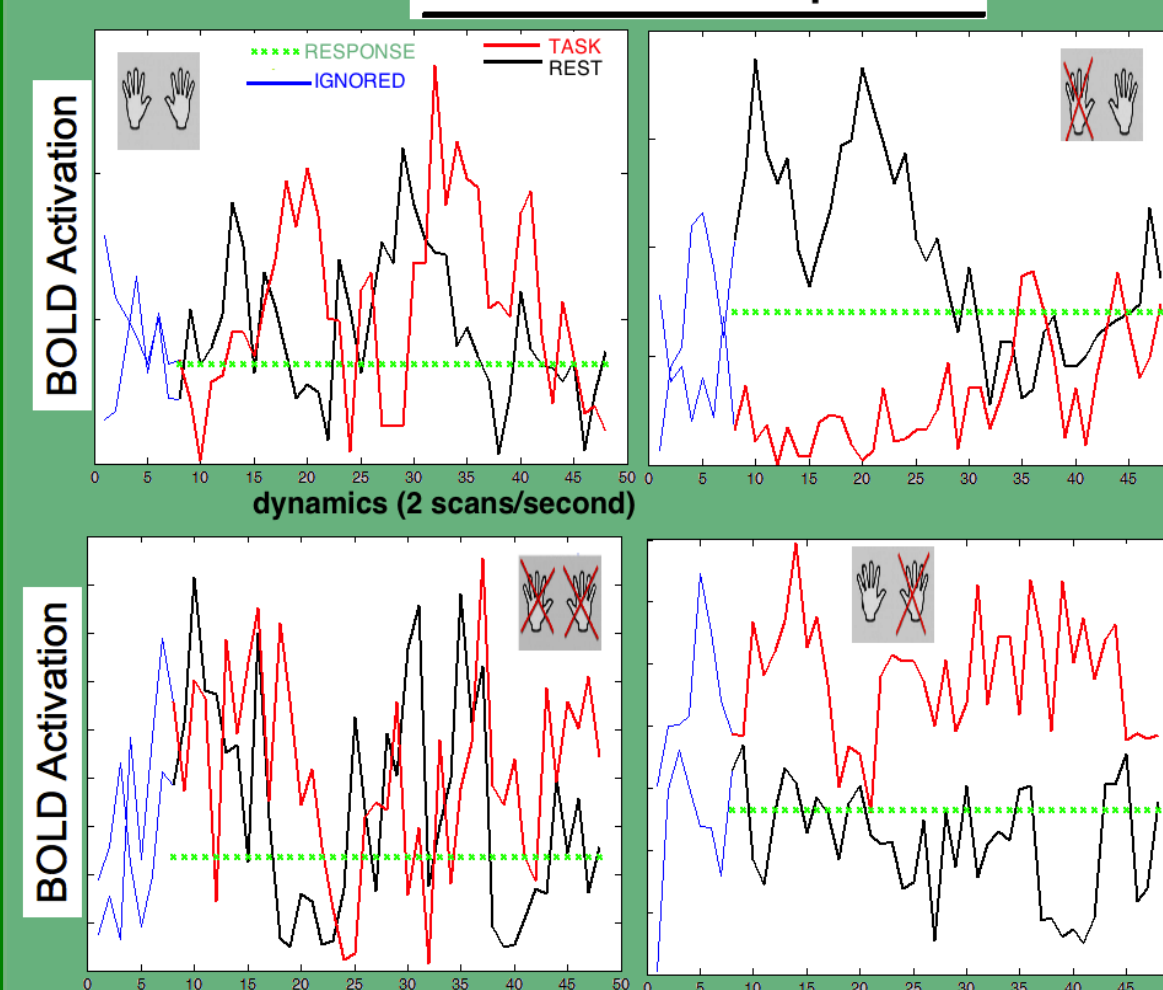 RESPONSE
IGNORED
TASK
REST
BOLD Activation
0 5 10 15 20 25 30 35 40 45 50
0 5 10 15 20 25 30 35 40 45
dynamics (2 scans/second)
BOLD Activation
0 5 10 15 20 25 30 35 40 45 50
0 5 10 15 20 25 30 35 40 45